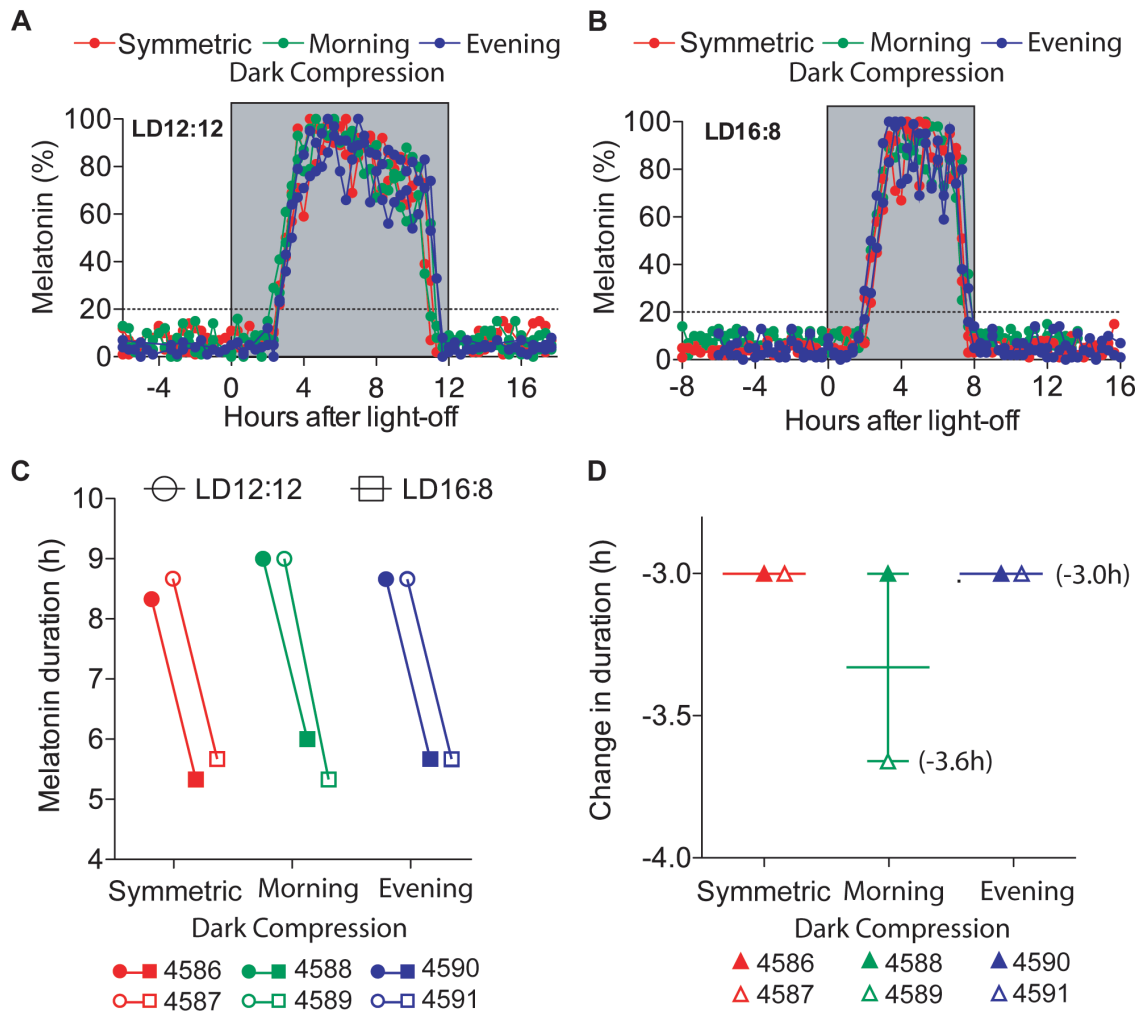 A
Symmetric Morning Evening
Dark Compression
LD12:12
Melatonin (%)
100
80
60
40
20
0
-4 0 4 8 12 16
Hours after light-off
B
Symmetric Morning Evening
Dark Compression
LD16:8
Melatonin (%)
100
80
60
40
20
0
-8 -4 0 4 8 12 16
Hours after light-off
C
LD12:12 LD16:8
Melatonin duration (h)
10
9
8
7
6
5
4
Symmetric Morning Evening
Dark Compression
4586 4588 4590
4587 4589 4591
D
Change in duration (h)
-3.0
-3.5
-4.0
(-3.0h)
(-3.6h)
Symmetric Morning Evening
Dark Compression
4586 4588 4590
4587 4589 4591